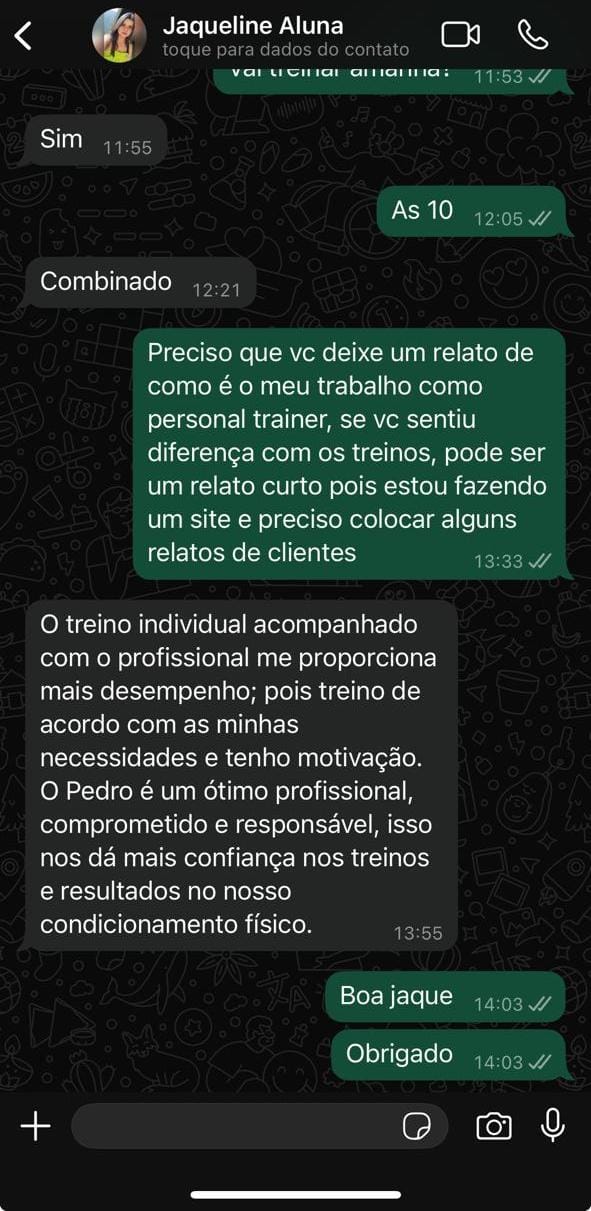 Jaqueline Aluna
toque para dados do contato
Vai treinar amanhã?
11:53
Sim
11:55
As 10
12:05
Combinado
12:21
Preciso que vc deixe um relato de
como é o meu trabalho como
personal trainer, se vc sentiu
diferença com os treinos, pode ser
um relato curto pois estou fazendo
um site e preciso colocar alguns
relatos de clientes
13:33
O treino individual acompanhado
com o profissional me proporciona
mais desempenho; pois treino de
acordo com as minhas
necessidades e tenho motivação.
O Pedro é um ótimo profissional,
comprometido e responsável, isso
nos dá mais confiança nos treinos
e resultados no nosso
condicionamento físico.
13:55
Boa jaque
14:03
Obrigado
14:03